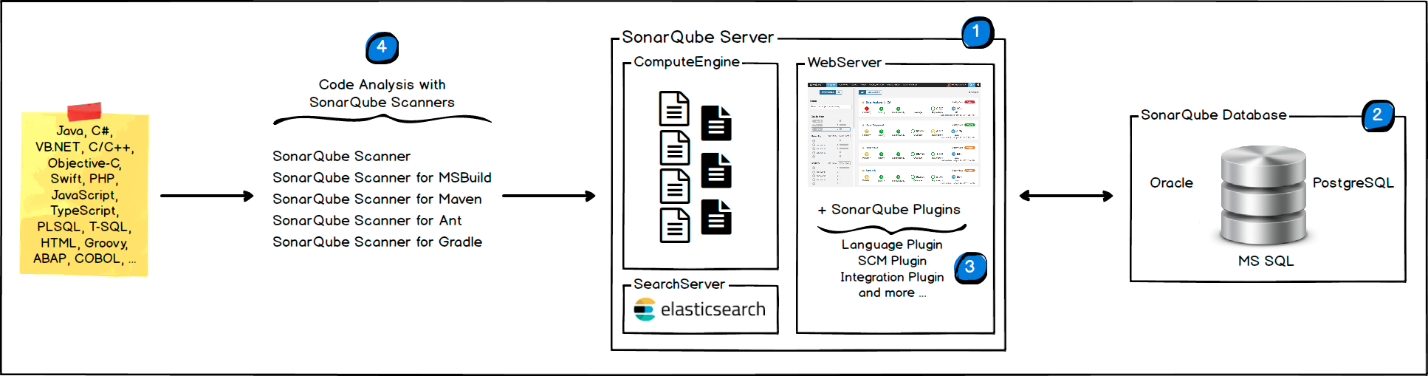 Java, C#,
VB.NET, C/C++,
Objective-C,
Swift, PHP,
JavaScript,
TypeScript,
PLSQL, T-SQL,
HTML, Groovy,
ABAP, COBOL, ...
4
Code Analysis with
SonarQube Scanners
SonarQube Scanner
SonarQube Scanner for MSBuild
SonarQube Scanner for Maven
SonarQube Scanner for Ant
SonarQube Scanner for Gradle
1
SonarQube Server
ComputeEngine
SearchServer
elasticsearch
WebServer
+ SonarQube Plugins
Language Plugin
SCM Plugin
Integration Plugin
and more ...
3
2
SonarQube Database
Oracle
PostgreSQL
MS SQL